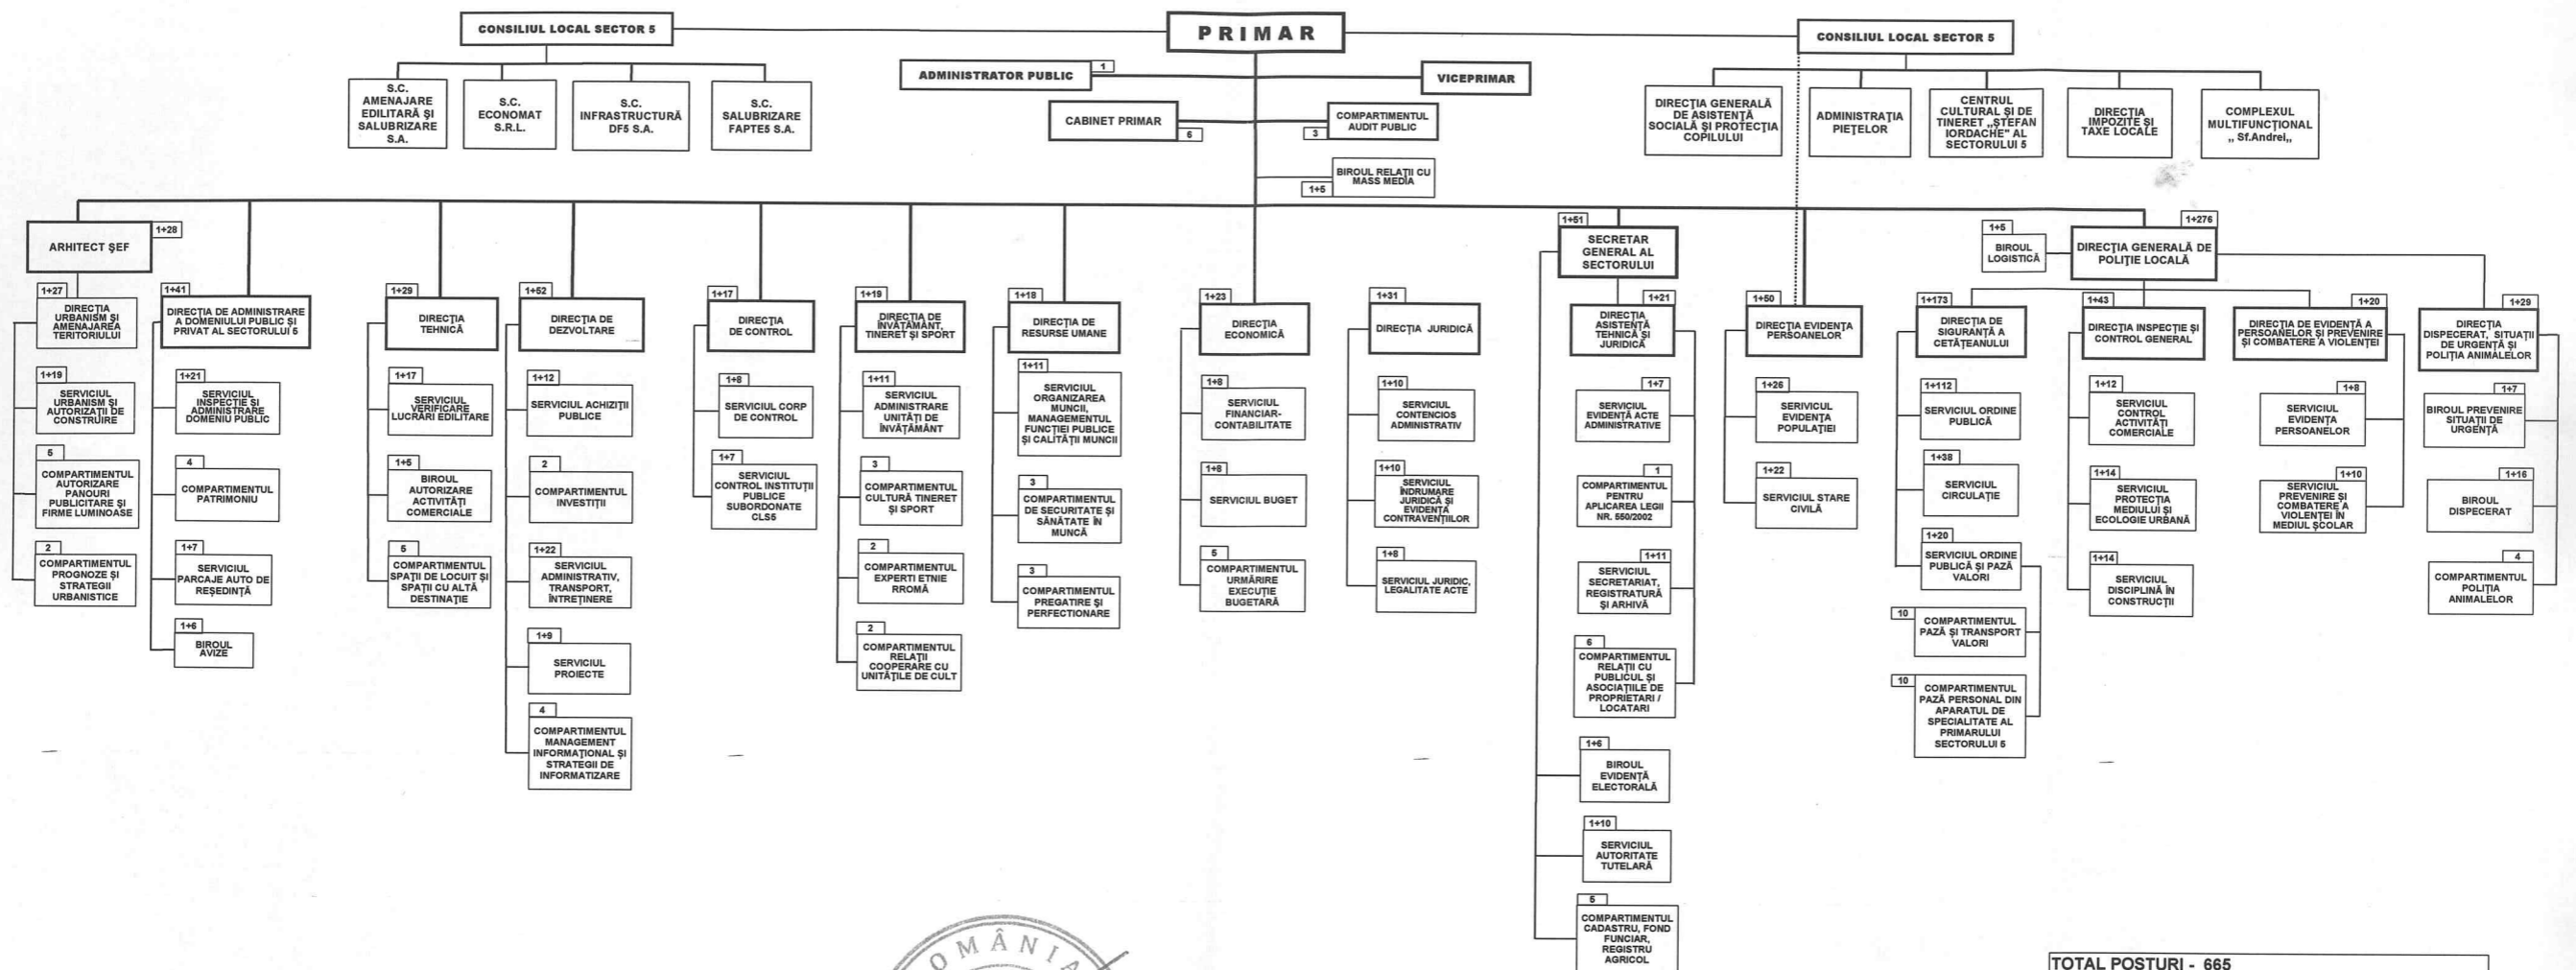 CONSILIUL LOCAL SECTOR 5
PRIMAR
CONSILIUL LOCAL SECTOR 5
S.C.
AMENAJARE
EDILITARĂ ŞI
SALUBRIZARE
S.A.
S.C.
ECONOMAT
S.R.L.
S.C.
INFRASTRUCTURĂ
DF5 S.A.
S.C.
SALUBRIZARE
FAPTE5 S.A.
ADMINISTRATOR PUBLIC
1
VICEPRIMAR
CABINET PRIMAR
6
COMPARTIMENTUL
AUDIT PUBLIC
3
BIROUL RELAŢII CU
MASS MEDIA
1+5
DIRECŢIA GENERALĂ
DE ASISTENŢĂ
SOCIALĂ ŞI PROTECŢIA
COPILULUI
ADMINISTRAŢIA
PIEŢELOR
CENTRUL
CULTURAL ŞI DE
TINERET „ŞTEFAN
IORDACHE" AL
SECTORULUI 5
DIRECŢIA
IMPOZITE ŞI
TAXE LOCALE
COMPLEXUL
MULTIFUNCŢIONAL
,, Sf.Andrei,,
1+28
ARHITECT ŞEF
1+27
DIRECŢIA
URBANISM ŞI
AMENAJAREA
TERITORIULUI
1+19
SERVICIUL
URBANISM ŞI
AUTORIZAŢII DE
CONSTRUIRE
5
COMPARTIMENTUL
AUTORIZARE
PANOURI
PUBLICITARE ŞI
FIRME LUMINOASE
2
COMPARTIMENTUL
PROGNOZE ŞI
STRATEGII
URBANISTICE
1+41
DIRECŢIA DE ADMINISTRARE
A DOMENIULUI PUBLIC ŞI
PRIVAT AL SECTORULUI 5
1+21
SERVICIUL
INSPECŢIE ŞI
ADMINISTRARE
DOMENIU PUBLIC
4
COMPARTIMENTUL
PATRIMONIU
1+7
SERVICIUL
PARCAJE AUTO DE
REŞEDINŢĂ
1+6
BIROUL
AVIZE
1+29
DIRECŢIA
TEHNICĂ
1+17
SERVICIUL
VERIFICARE
LUCRĂRI EDILITARE
1+5
BIROUL
AUTORIZARE
ACTIVITĂŢI
COMERCIALE
5
COMPARTIMENTUL
SPAŢII DE LOCUIT ŞI
SPAŢII CU ALTĂ
DESTINAŢIE
1+52
DIRECŢIA DE
DEZVOLTARE
1+12
SERVICIUL ACHIZIŢII
PUBLICE
2
COMPARTIMENTUL
INVESTIŢII
1+22
SERVICIUL
ADMINISTRATIV,
TRANSPORT,
ÎNTREŢINERE
1+9
SERVICIUL
PROIECTE
4
COMPARTIMENTUL
MANAGEMENT
INFORMAŢIONAL ŞI
STRATEGII DE
INFORMATIZARE
1+17
DIRECŢIA
DE CONTROL
1+8
SERVICIUL CORP
DE CONTROL
1+7
SERVICIUL
CONTROL INSTITUŢII
PUBLICE
SUBORDONATE
CLS5
1+19
DIRECŢIA DE
ÎNVĂŢĂMÂNT,
TINERET ŞI SPORT
1+11
SERVICIUL
ADMINISTRARE
UNITĂŢI DE
ÎNVĂŢĂMÂNT
3
COMPARTIMENTUL
CULTURĂ TINERET
ŞI SPORT
2
COMPARTIMENTUL
EXPERTI ETNIE
RROMĂ
2
COMPARTIMENTUL
RELAŢII
COOPERARE CU
UNITĂŢILE DE CULT
1+18
DIRECŢIA DE
RESURSE UMANE
1+11
SERVICIUL
ORGANIZAREA
MUNCII,
MANAGEMENTUL
FUNCŢIEI PUBLICE
ŞI CALITĂŢII MUNCII
3
COMPARTIMENTUL
DE SECURITATE ŞI
SĂNĂTATE ÎN
MUNCĂ
3
COMPARTIMENTUL
PREGATIRE ŞI
PERFECTIONARE
1+23
DIRECŢIA
ECONOMICĂ
1+8
SERVICIUL
FINANCIAR-
CONTABILITATE
1+8
SERVICIUL BUGET
5
COMPARTIMENTUL
URMĂRIRE
EXECUŢIE
BUGETARĂ
1+31
DIRECŢIA JURIDICĂ
1+10
SERVICIUL
CONTENCIOS
ADMINISTRATIV
1+10
SERVICIUL
ÎNDRUMARE
JURIDICĂ ŞI
EVIDENŢA
CONTRAVENŢIILOR
1+8
SERVICIUL JURIDIC,
LEGALITATE ACTE
1+51
SECRETAR
GENERAL AL
SECTORULUI
1+21
DIRECŢIA
ASISTENŢĂ
TEHNICĂ ŞI
JURIDICĂ
1+7
SERVICIUL
EVIDENŢĂ ACTE
ADMINISTRATIVE
1
COMPARTIMENTUL
PENTRU
APLICAREA LEGII
NR. 550/2002
1+11
SERVICIUL
SECRETARIAT,
REGISTRATURĂ
ŞI ARHIVĂ
6
COMPARTIMENTUL
RELAŢII CU
PUBLICUL ŞI
ASOCIAŢIILE DE
PROPRIETARI /
LOCATARI
1+6
BIROUL
EVIDENŢĂ
ELECTORALĂ
1+10
SERVICIUL
AUTORITATE
TUTELARĂ
5
COMPARTIMENTUL
CADASTRU, FOND
FUNCIAR,
REGISTRU
AGRICOL
1+50
DIRECŢIA EVIDENŢA
PERSOANELOR
1+26
SERIVICUL
EVIDENŢA
POPULAŢIEI
1+22
SERVICIUL STARE
CIVILĂ
1+276
DIRECŢIA GENERALĂ DE
POLIŢIE LOCALĂ
1+5
BIROUL
LOGISTICĂ
1+173
DIRECŢIA DE
SIGURANŢĂ A
CETĂŢEANULUI
1+112
SERVICIUL ORDINE
PUBLICĂ
1+38
SERVICIUL
CIRCULAŢIE
1+20
SERVICIUL ORDINE
PUBLICĂ ŞI PAZĂ
VALORI
10
COMPARTIMENTUL
PAZĂ ŞI TRANSPORT
VALORI
10
COMPARTIMENTUL
PAZĂ PERSONAL DIN
APARATUL DE
SPECIALITATE AL
PRIMARULUI
SECTORULUI 5
1+43
DIRECŢIA INSPECŢIE ŞI
CONTROL GENERAL
1+12
SERVICIUL
CONTROL
ACTIVITĂŢI
COMERCIALE
1+14
SERVICIUL
PROTECŢIA
MEDIULUI ŞI
ECOLOGIE URBANĂ
1+14
SERVICIUL
DISCIPLINĂ ÎN
CONSTRUCŢII
1+20
DIRECŢIA DE EVIDENŢĂ A
PERSOANELOR ŞI PREVENIRE
ŞI COMBATERE A VIOLENŢEI
1+8
SERVICIUL
EVIDENŢA
PERSOANELOR
1+10
SERVICIUL
PREVENIRE ŞI
COMBATERE A
VIOLENŢEI ÎN
MEDIUL ŞCOLAR
1+29
DIRECŢIA
DISPECERAT, SITUAŢII
DE URGENŢĂ ŞI
POLIŢIA ANIMALELOR
1+7
BIROUL PREVENIRE
SITUAŢII DE
URGENŢĂ
1+16
BIROUL
DISPECERAT
4
COMPARTIMENTUL
POLIŢIA
ANIMALELOR
ROMÂNIA
TOTAL POSTURI - 665